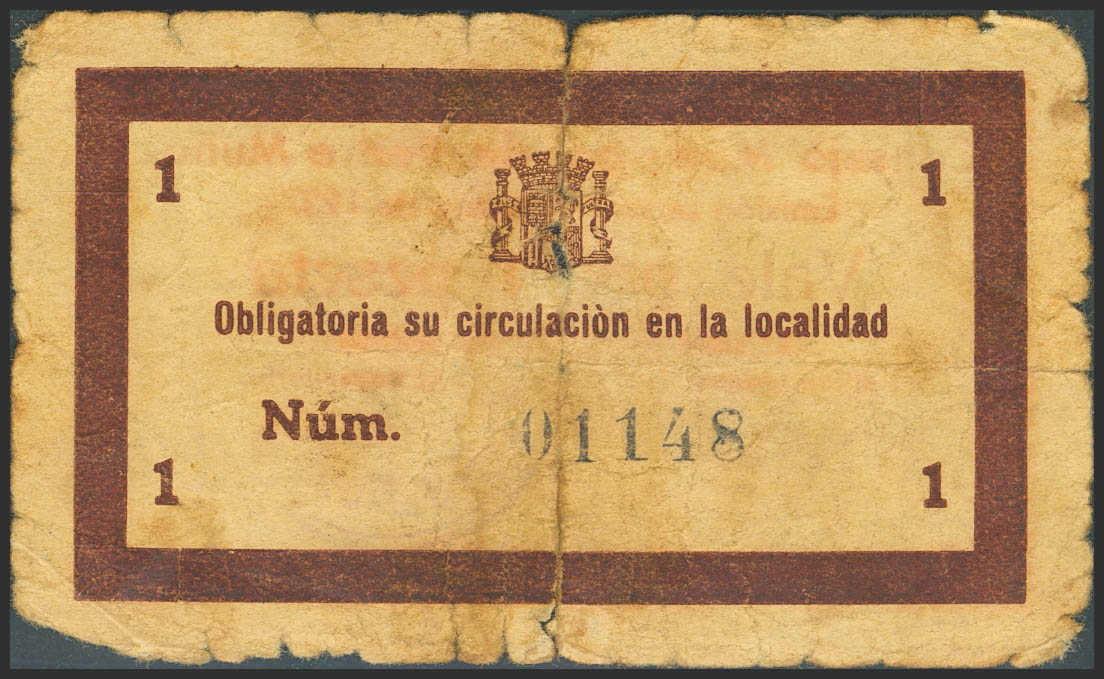 1 1
Obligatoria su circulaciòn en la localidad
Núm. 01148
1 1